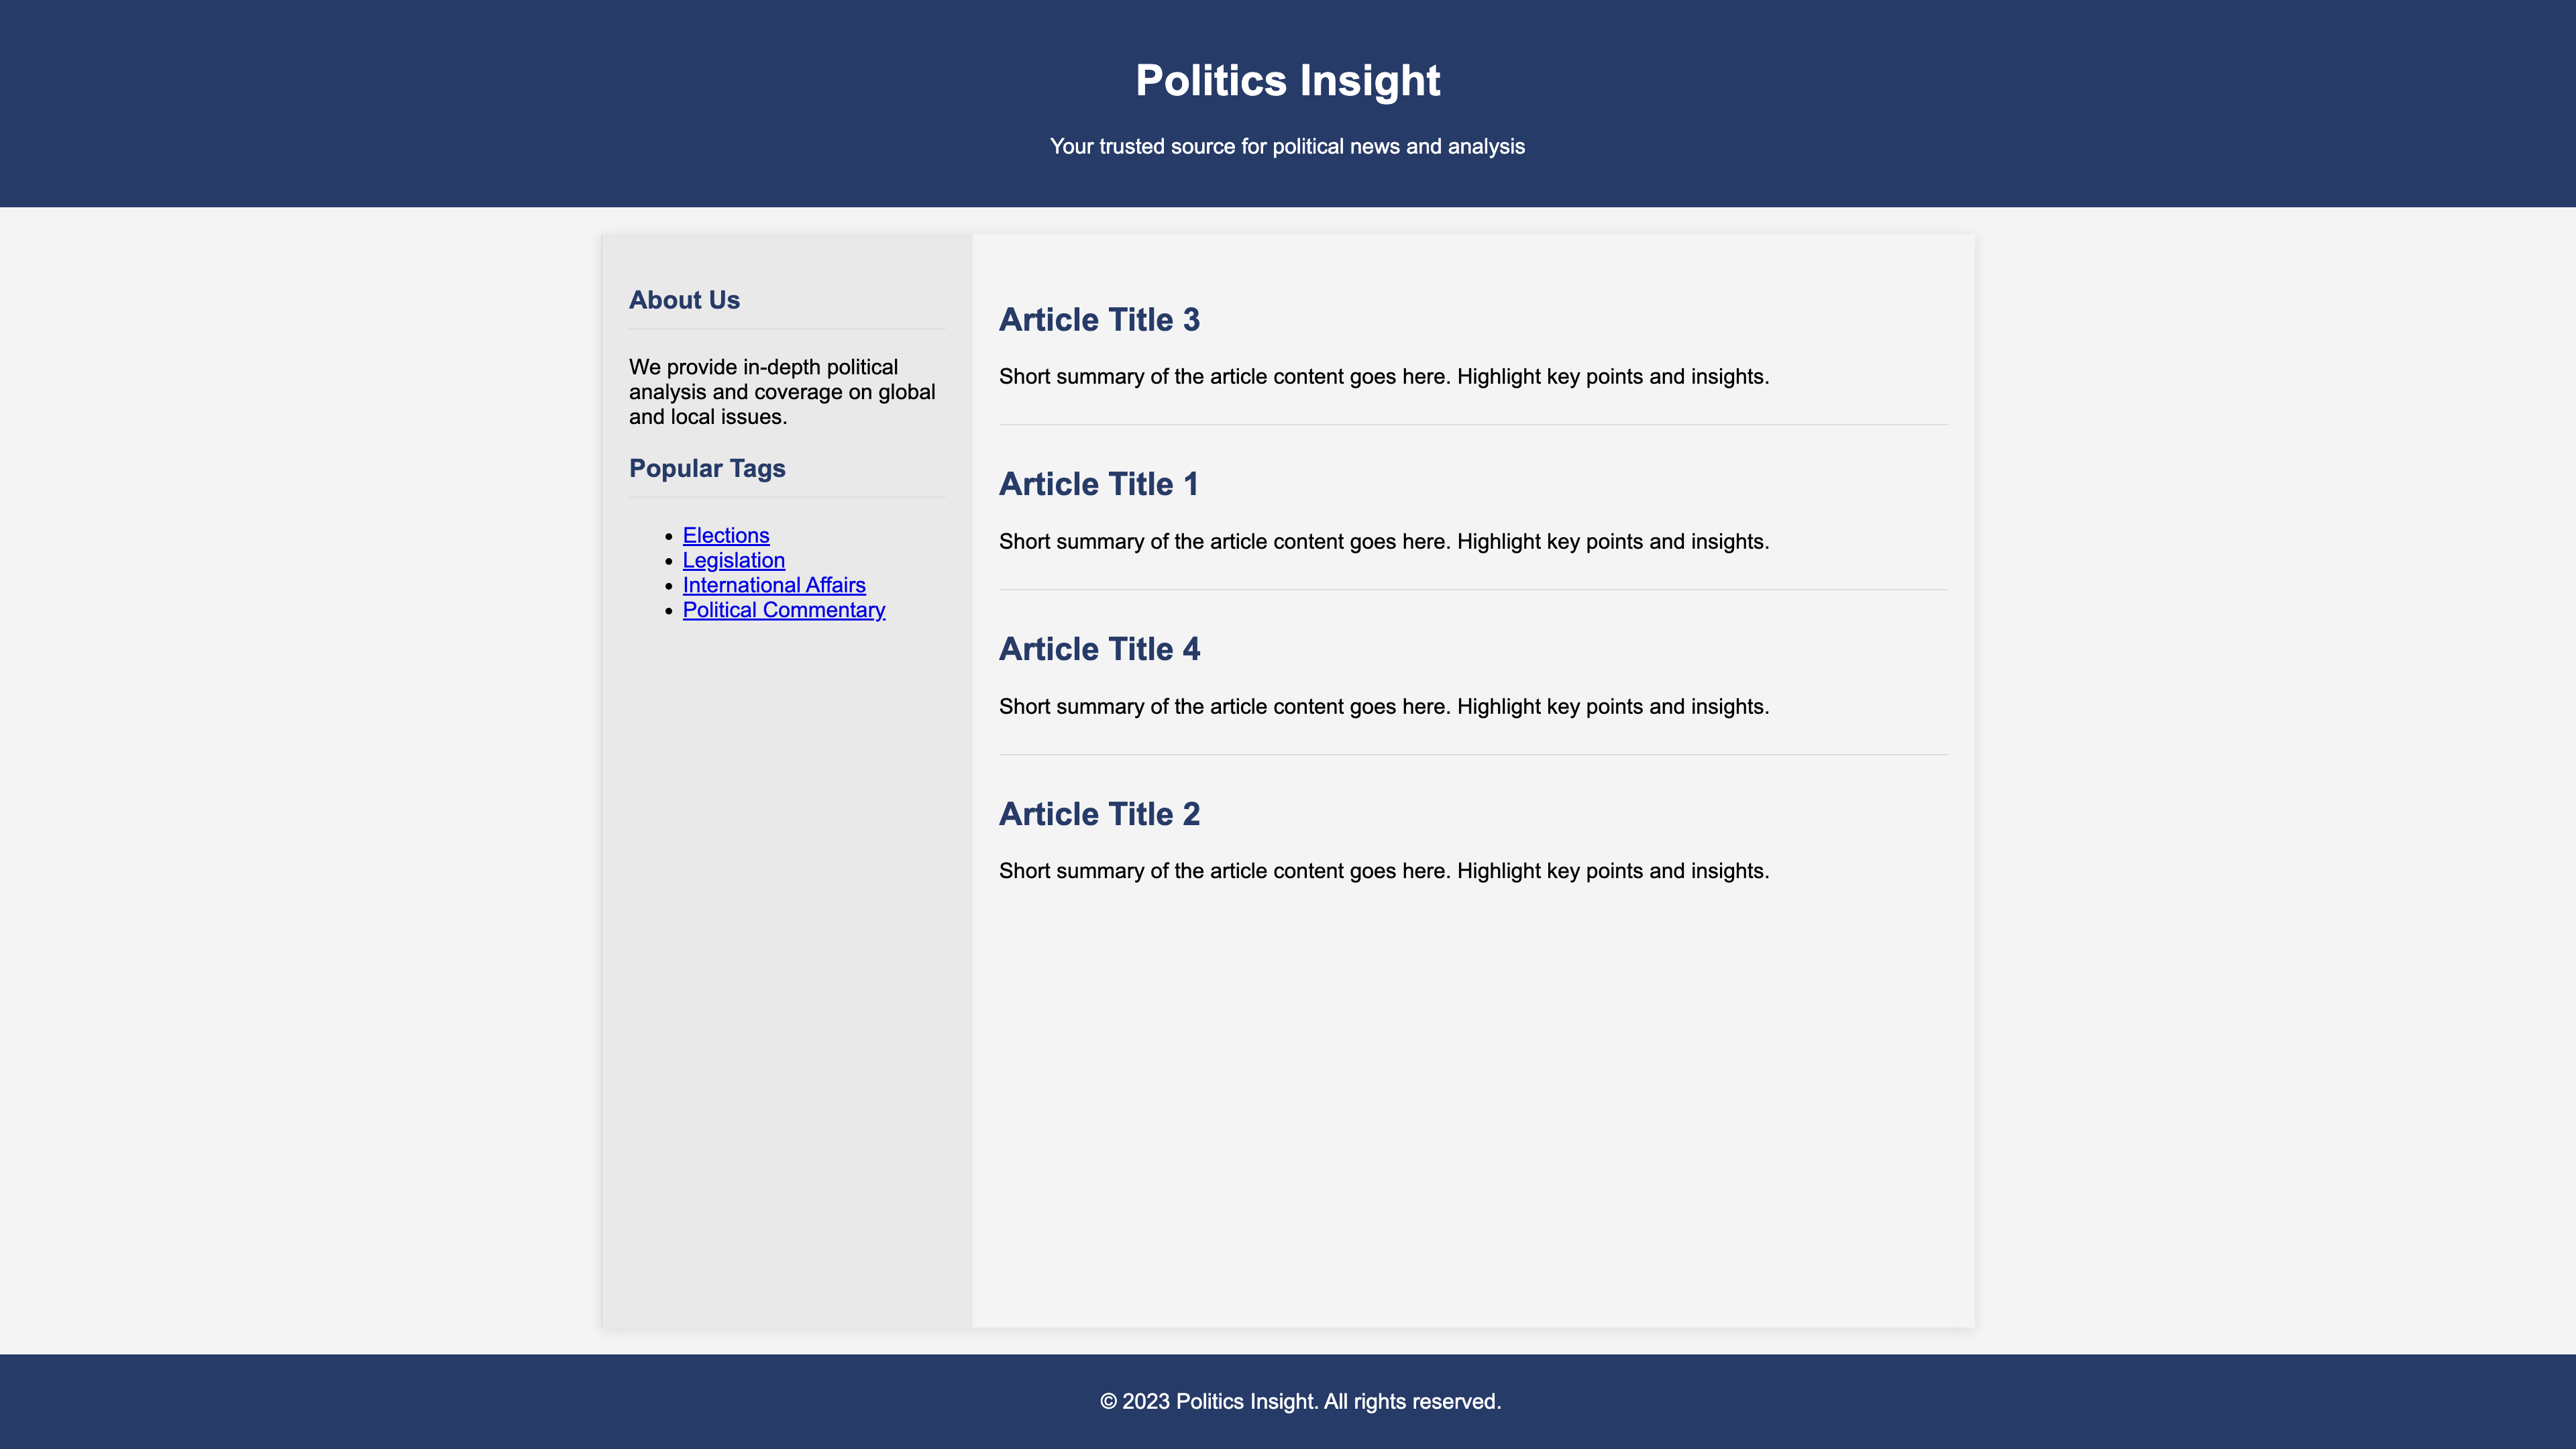 Politics Insight
Your trusted source for political news and analysis
About Us
We provide in-depth political
analysis and coverage on global
and local issues.
Popular Tags
Elections
Legislation
International Affairs
Political Commentary
Article Title 3
Short summary of the article content goes here. Highlight key points and insights.
Article Title 1
Short summary of the article content goes here. Highlight key points and insights.
Article Title 4
Short summary of the article content goes here. Highlight key points and insights.
Article Title 2
Short summary of the article content goes here. Highlight key points and insights.
© 2023 Politics Insight. All rights reserved.